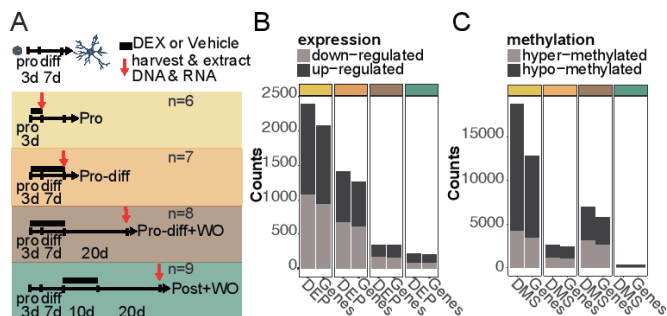 A
pro diff
3d 7d
DEX or Vehicle
harvest & extract
DNA & RNA
n=6
Pro
pro
3d
n=7
Pro-diff
pro diff
3d 7d
n=8
Pro-diff+WO
pro diff
3d 7d 20d
n=9
Post+WO
pro diff
3d 7d 10d 20d
B
expression
down-regulated
up-regulated
Counts
2500
2000
1500
1000
500
0
DEP
Genes
DEP
Genes
DEP
Genes
DEP
Genes
C
methylation
hyper-methylated
hypo-methylated
Counts
15000
10000
5000
0
DMS
Genes
DMS
Genes
DMS
Genes
DMS
Genes